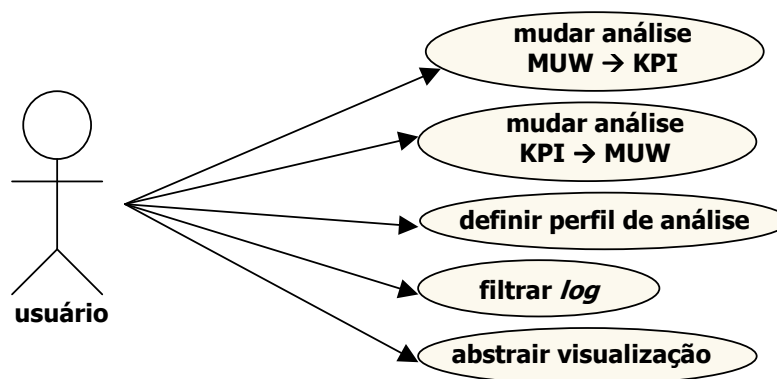 mudar análise
MUW → KPI
mudar análise
KPI → MUW
definir perfil de análise
filtrar log
abstrair visualização
usuário